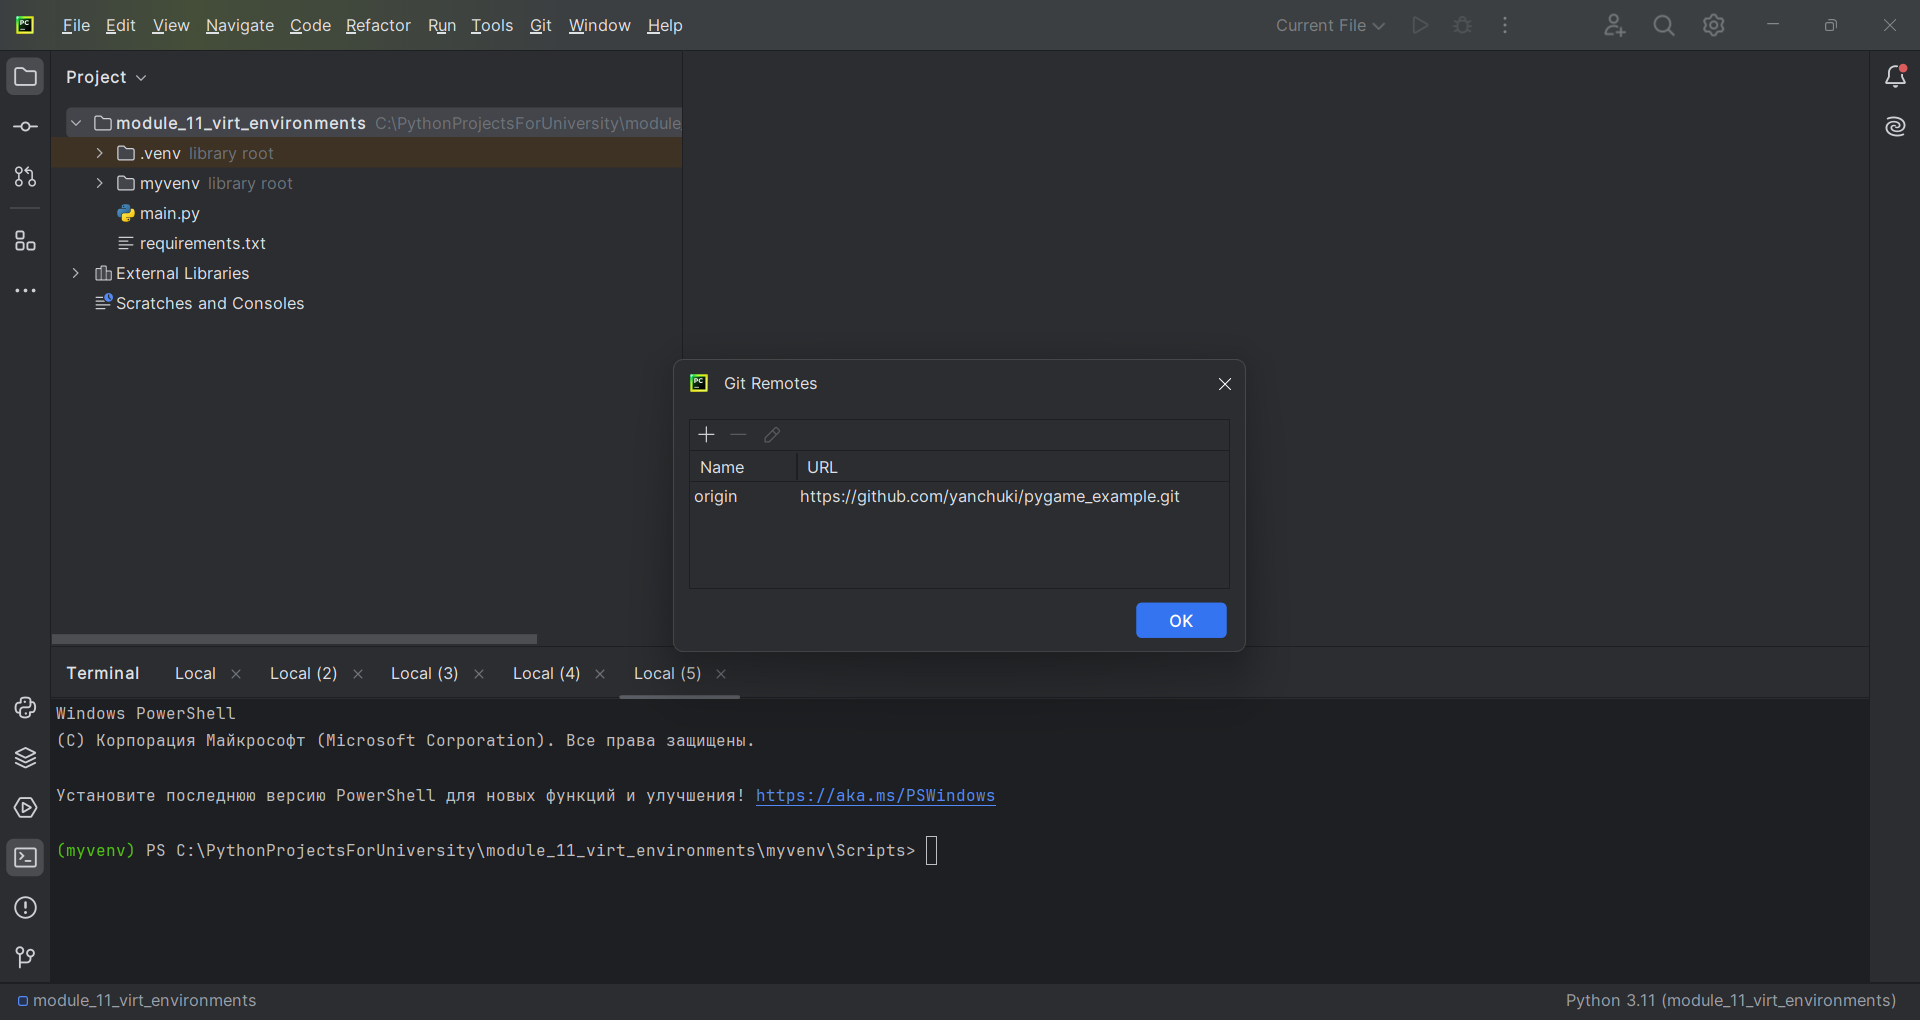 File Edit View Navigate Code Refactor Run Tools Git Window Help Current File
Project
module_11_virt_environments C:\PythonProjectsForUniversity\module
.venv library root
myvenv library root
main.py
requirements.txt
External Libraries
Scratches and Consoles
Git Remotes
Name URL
origin https://github.com/yanchuki/pygame_example.git
OK
Terminal Local Local (2) Local (3) Local (4) Local (5)
Windows PowerShell
(C) Корпорация Майкрософт (Microsoft Corporation). Все права защищены.
Установите последнюю версию PowerShell для новых функций и улучшения! https://aka.ms/PSWindows
(myvenv) PS C:\PythonProjectsForUniversity\module_11_virt_environments\myvenv\Scripts>
module_11_virt_environments Python 3.11 (module_11_virt_environments)